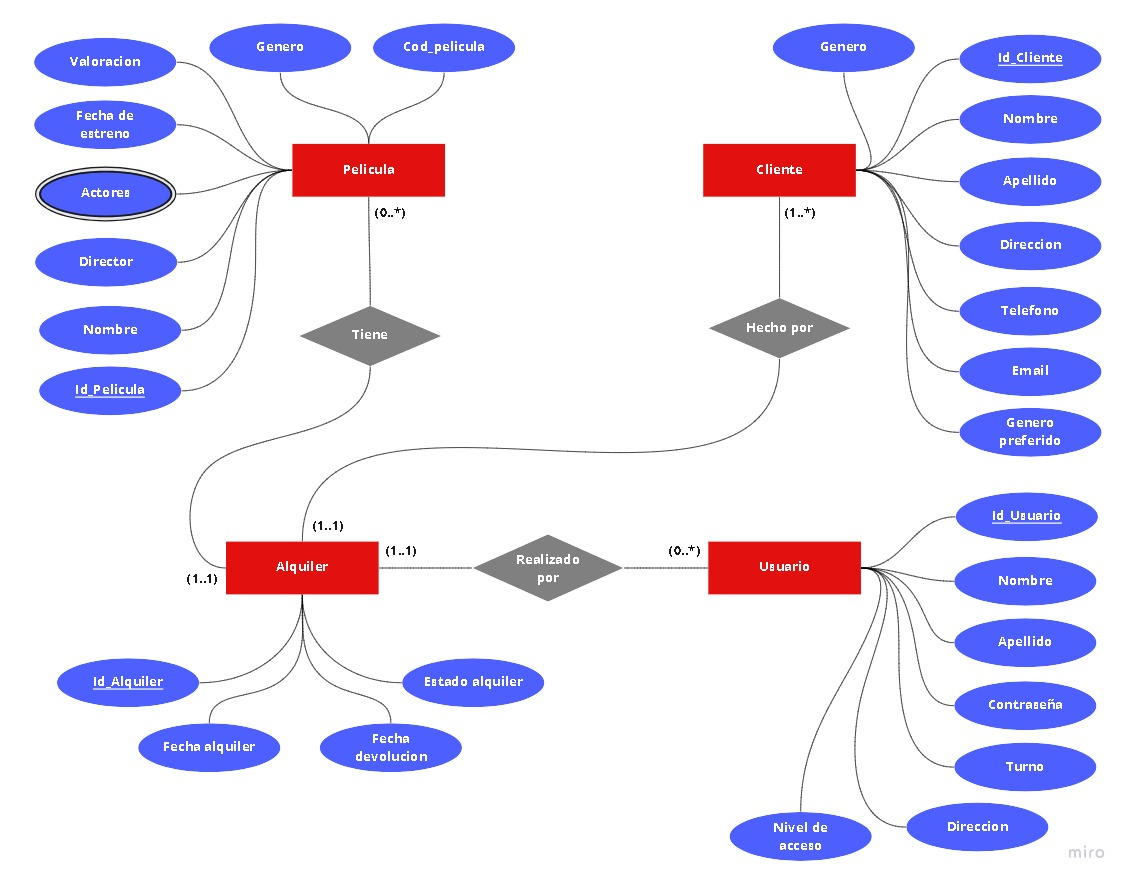 Valoracion
Genero
Cod_pelicula
Genero
Id_Cliente
Fecha de
estreno
Nombre
Actores
Pelicula
Cliente
Apellido
(0..*)
(1..*)
Director
Direccion
Nombre
Tiene
Hecho por
Telefono
Id_Pelicula
Email
Genero
preferido
(1..1)
(1..1)
(0..*)
Id_Usuario
(1..1)
Alquiler
Realizado
por
Usuario
Nombre
Apellido
Id_Alquiler
Estado alquiler
Contraseña
Fecha alquiler
Fecha
devolucion
Turno
Nivel de
acceso
Direccion
miro